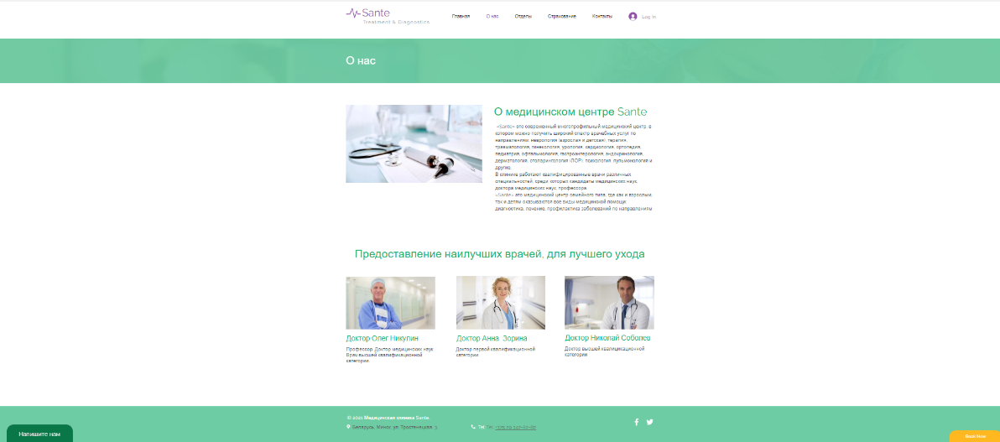 Sante
Treatment & Diagnostics
Главная
О нас
Отделы
Страхование
Контакты
Log In
О нас
О медицинском центре Sante
«Sante» это современный многопрофильный медицинский центр, в
котором можно получить широкий спектр врачебных услуг по
направлениям: неврология (взрослая и детская), терапия,
травматология, гинекология, урология, кардиология, ортопедия,
педиатрия, офтальмология, гастроэнтерология, эндокринология,
дерматология, отоларингология (ЛОР), психология, пульмонология и
другие.
В клинике работают квалифицированные врачи различных
специальностей, среди которых кандидаты медицинских наук,
доктора медицинских наук, профессора.
«Sante» это медицинский центр семейного типа, где как и взрослым,
так и детям оказываются все виды медицинской помощи:
диагностика, лечение, профилактика заболеваний по направлениям
Предоставление наилучших врачей, для лучшего ухода
Доктор Олег Никулин
Профессор. Доктор медицинских наук.
Врач высшей квалификационной
категории.
Доктор Анна Зорина
Доктор первой квалификационной
категории
Доктор Николай Соболев
Доктор высшей квалицикационной
категории
© 2021 Медицинская клиника Sante.
Беларусь, Минск, ул. Тростенецкая,
Напишите нам
Book Now